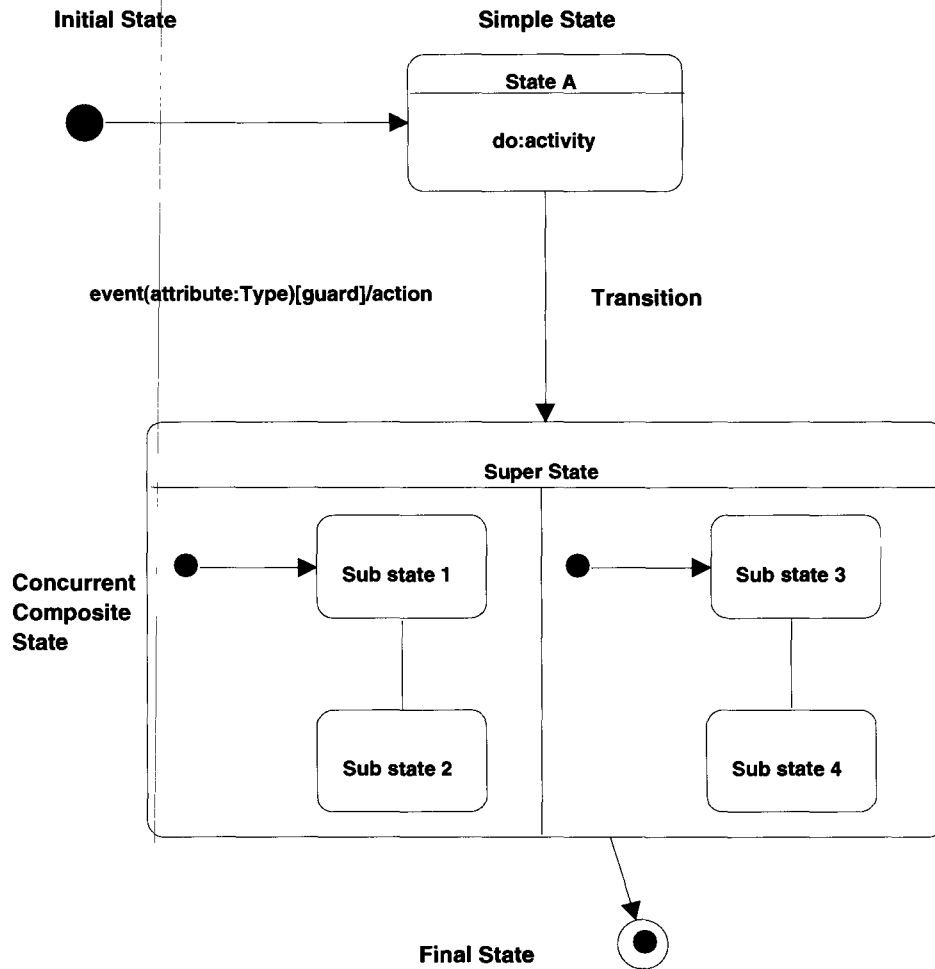 Initial State
Simple State
State A
do:activity
event(attribute:Type)[guard]/action
Transition
Super State
Concurrent
Composite
State
Sub state 1
Sub state 3
Sub state 2
Sub state 4
Final State